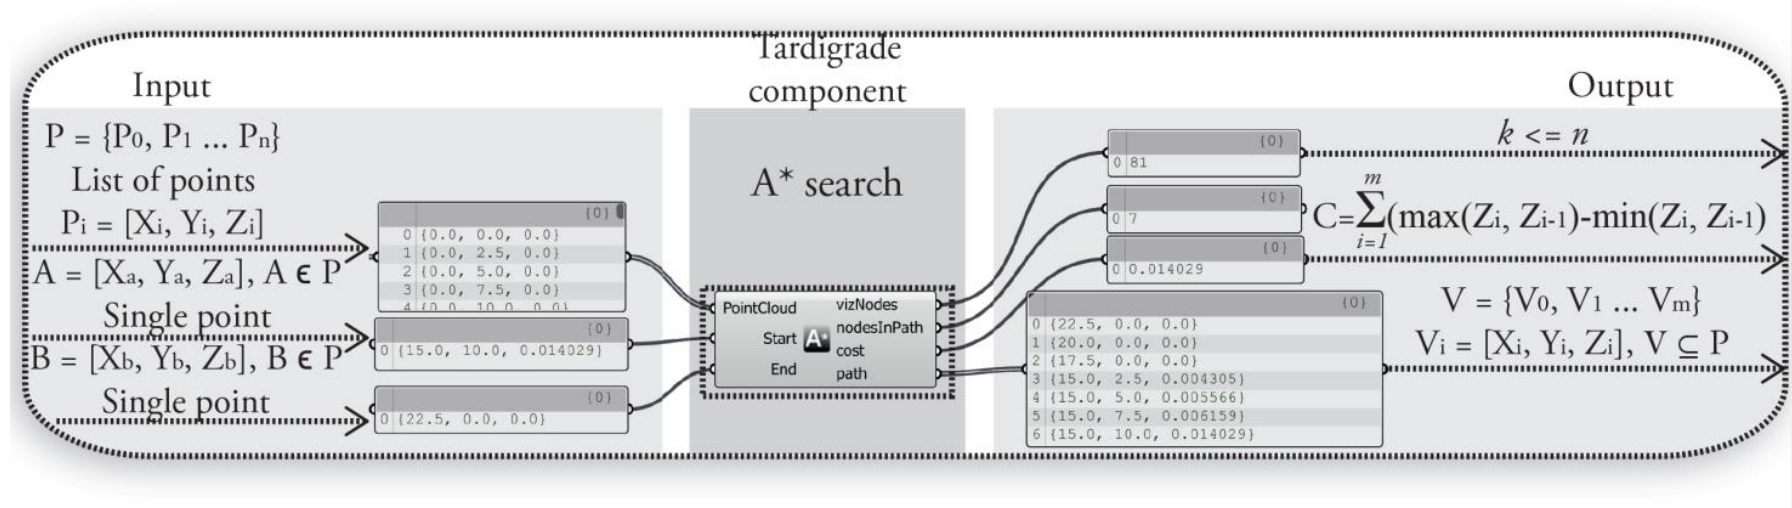 Tardigrade
component
Input
Output
P = {P0, P1 ... Pn}
List of points
Pi = [Xi, Yi, Zi]
A = [Xa, Ya, Za], A ϵ P
Single point
B = [Xb, Yb, Zb], B ϵ P
Single point
{0}
0 {0.0, 0.0, 0.0}
1 {0.0, 2.5, 0.0}
2 {0.0, 5.0, 0.0}
3 {0.0, 7.5, 0.0}
4 {0.0, 10.0, 0.0}
{0}
0 {15.0, 10.0, 0.014029}
{0}
0 {22.5, 0.0, 0.0}
A* search
PointCloud
Start
End
A*
vizNodes
nodesInPath
cost
path
{0}
0 81
{0}
0 7
{0}
0 0.014029
{0}
0 {22.5, 0.0, 0.0}
1 {20.0, 0.0, 0.0}
2 {17.5, 0.0, 0.0}
3 {15.0, 2.5, 0.004305}
4 {15.0, 5.0, 0.005566}
5 {15.0, 7.5, 0.006159}
6 {15.0, 10.0, 0.014029}
k <= n
m
C=∑(max(Zi, Zi-1)-min(Zi, Zi-1)
i=1
V = {V0, V1 ... Vm}
Vi = [Xi, Yi, Zi], V ⊆ P